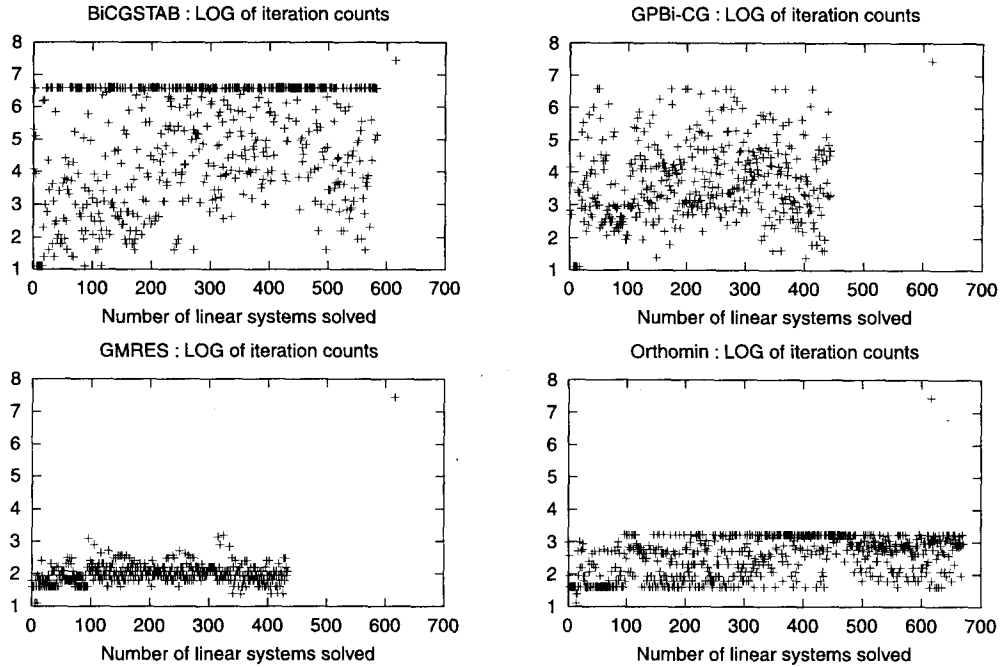 BiCGSTAB : LOG of iteration counts
8
7
6
5
4
3
2
1
0 100 200 300 400 500 600 700
Number of linear systems solved
GPBi-CG : LOG of iteration counts
8
7
6
5
4
3
2
1
0 100 200 300 400 500 600 700
Number of linear systems solved
GMRES : LOG of iteration counts
8
7
6
5
4
3
2
1
0 100 200 300 400 500 600 700
Number of linear systems solved
Orthomin : LOG of iteration counts
8
7
6
5
4
3
2
1
0 100 200 300 400 500 600 700
Number of linear systems solved